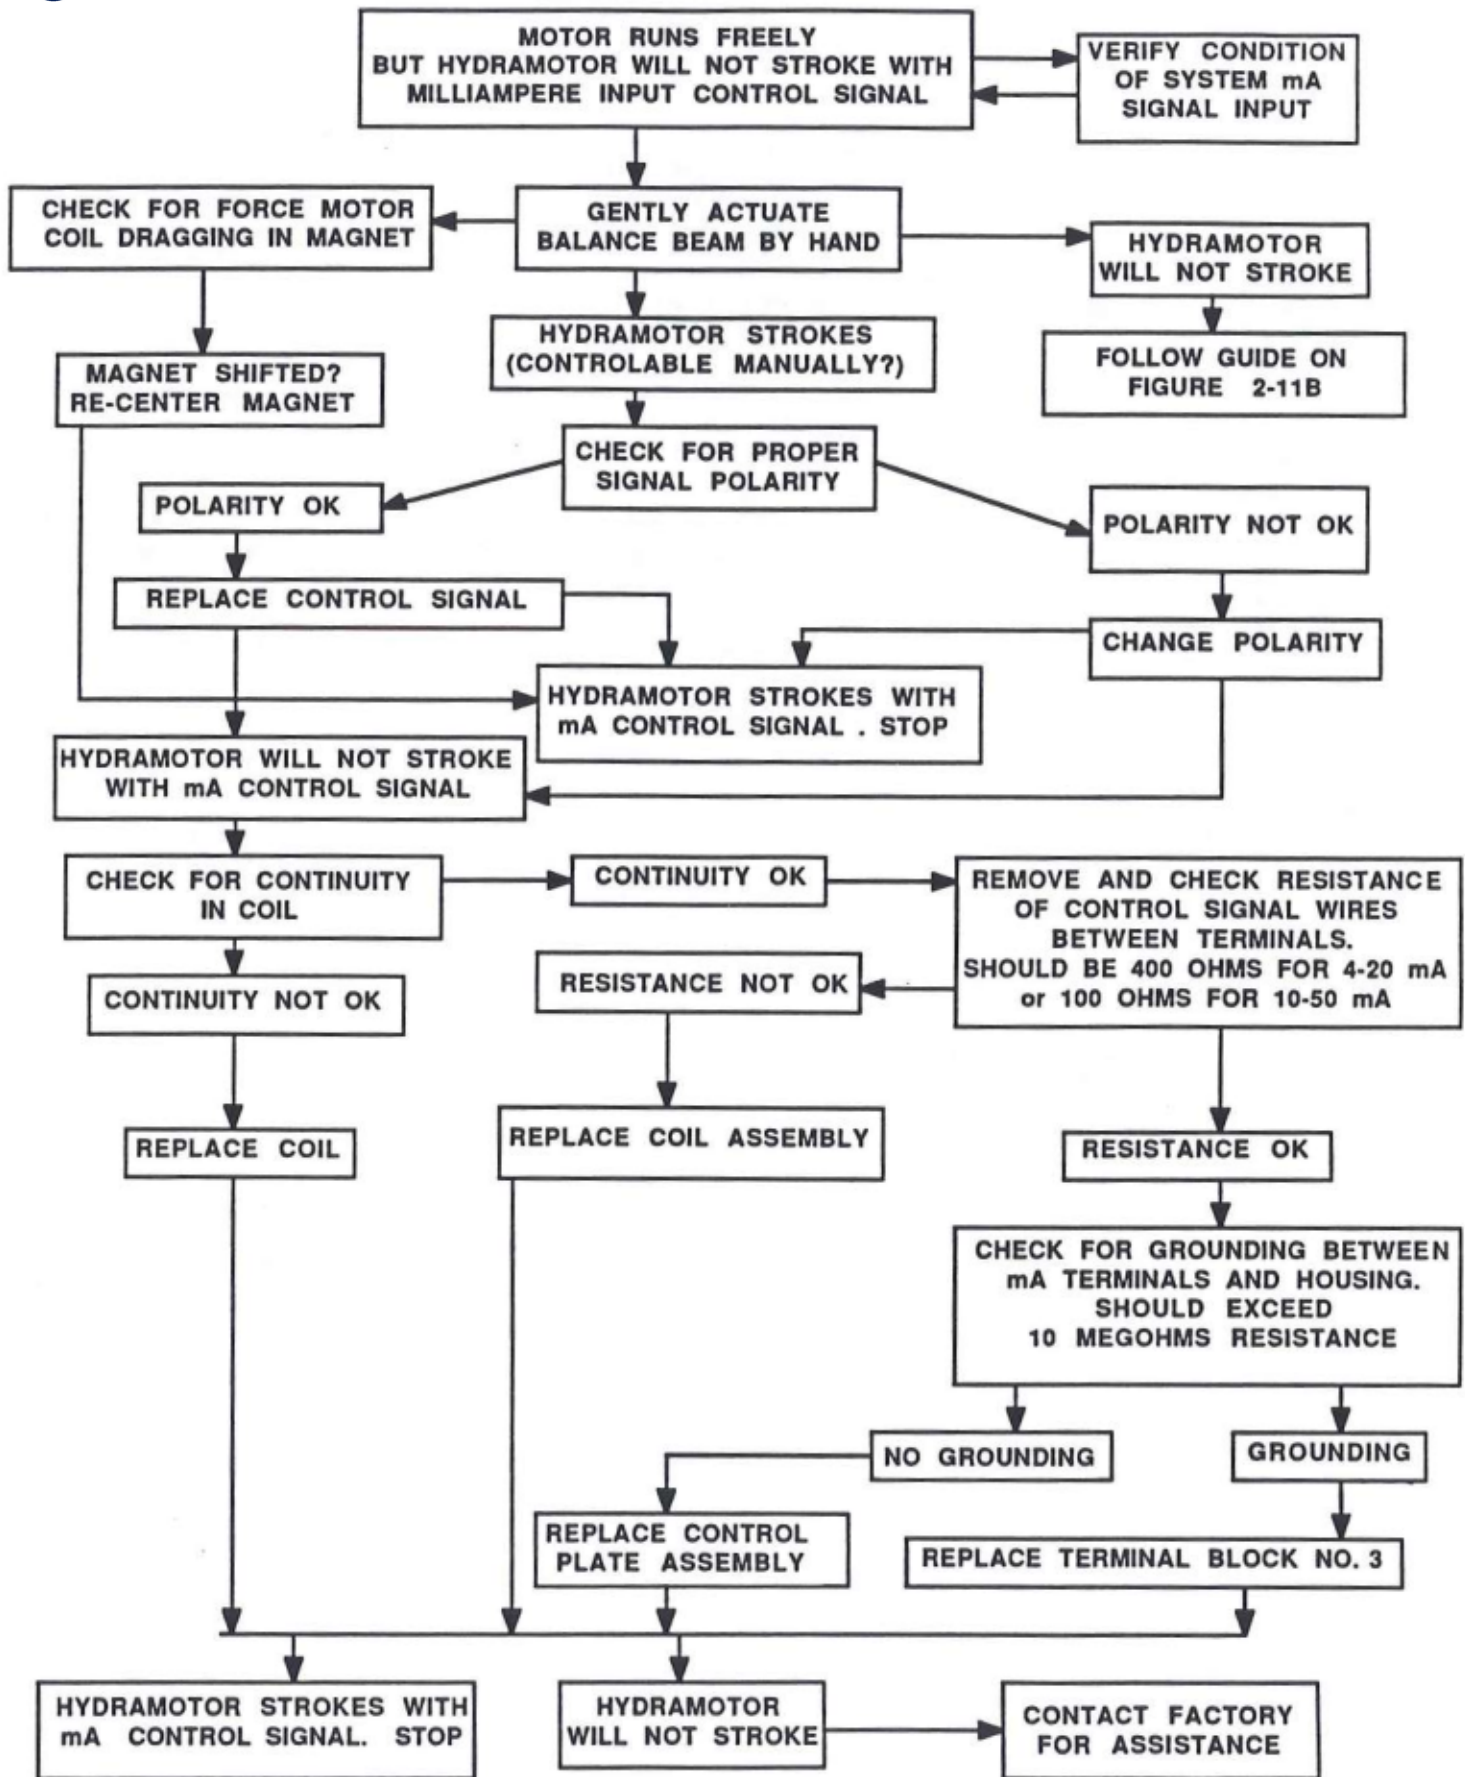 MOTOR RUNS FREELY
BUT HYDRAMOTOR WILL NOT STROKE WITH
MILLIAMPERE INPUT CONTROL SIGNAL
VERIFY CONDITION
OF SYSTEM mA
SIGNAL INPUT
CHECK FOR FORCE MOTOR
COIL DRAGGING IN MAGNET
GENTLY ACTUATE
BALANCE BEAM BY HAND
HYDRAMOTOR
WILL NOT STROKE
HYDRAMOTOR STROKES
(CONTROLABLE MANUALLY?)
FOLLOW GUIDE ON
FIGURE 2-11B
MAGNET SHIFTED?
RE-CENTER MAGNET
CHECK FOR PROPER
SIGNAL POLARITY
POLARITY OK
POLARITY NOT OK
REPLACE CONTROL SIGNAL
CHANGE POLARITY
HYDRAMOTOR STROKES WITH
mA CONTROL SIGNAL . STOP
HYDRAMOTOR WILL NOT STROKE
WITH mA CONTROL SIGNAL
CHECK FOR CONTINUITY
IN COIL
CONTINUITY OK
REMOVE AND CHECK RESISTANCE
OF CONTROL SIGNAL WIRES
BETWEEN TERMINALS.
SHOULD BE 400 OHMS FOR 4-20 mA
or 100 OHMS FOR 10-50 mA
RESISTANCE NOT OK
CONTINUITY NOT OK
REPLACE COIL
REPLACE COIL ASSEMBLY
RESISTANCE OK
CHECK FOR GROUNDING BETWEEN
mA TERMINALS AND HOUSING.
SHOULD EXCEED
10 MEGOHMS RESISTANCE
NO GROUNDING
GROUNDING
REPLACE CONTROL
PLATE ASSEMBLY
REPLACE TERMINAL BLOCK NO. 3
HYDRAMOTOR STROKES WITH
mA CONTROL SIGNAL. STOP
HYDRAMOTOR
WILL NOT STROKE
CONTACT FACTORY
FOR ASSISTANCE